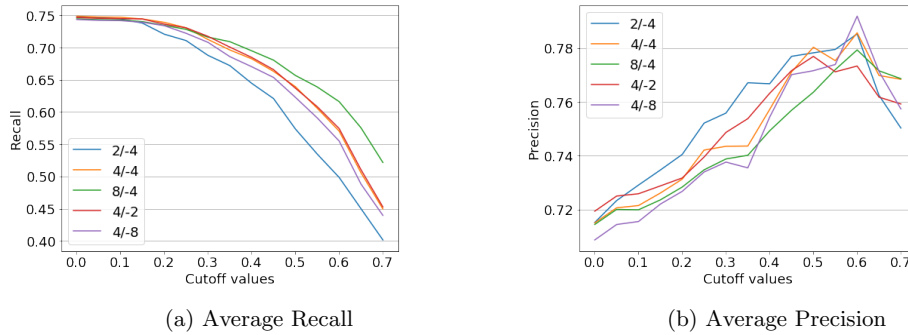 0.75
0.70
0.65
0.60
0.55
0.50
0.45
0.40
Recall
2/-4
4/-4
8/-4
4/-2
4/-8
0.0 0.1 0.2 0.3 0.4 0.5 0.6 0.7
Cutoff values
(a) Average Recall
0.78
0.76
0.74
0.72
Precision
2/-4
4/-4
8/-4
4/-2
4/-8
0.0 0.1 0.2 0.3 0.4 0.5 0.6 0.7
Cutoff values
(b) Average Precision